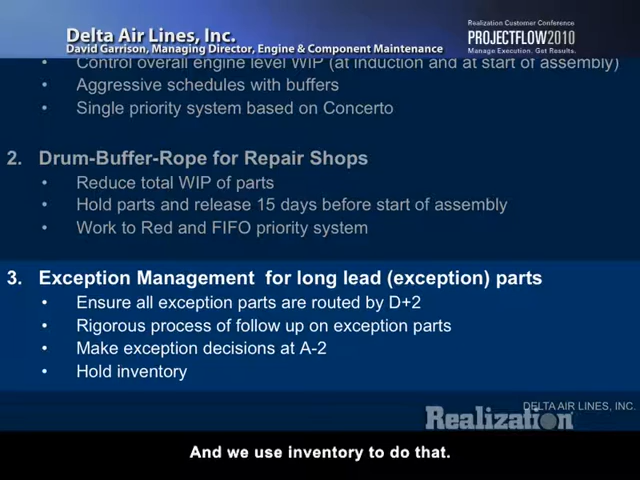 Delta Air Lines, Inc.
David Garrison, Managing Director, Engine & Component Maintenance
Realization Customer Conference
PROJECTFLOW2010
Manage Execution. Get Results.
• Control overall engine level WIP (at induction and at start of assembly)
• Aggressive schedules with buffers
• Single priority system based on Concerto
2. Drum-Buffer-Rope for Repair Shops
• Reduce total WIP of parts
• Hold parts and release 15 days before start of assembly
• Work to Red and FIFO priority system
3. Exception Management for long lead (exception) parts
• Ensure all exception parts are routed by D+2
• Rigorous process of follow up on exception parts
• Make exception decisions at A-2
• Hold inventory
DELTA AIR LINES, INC.
Realization
And we use inventory to do that.